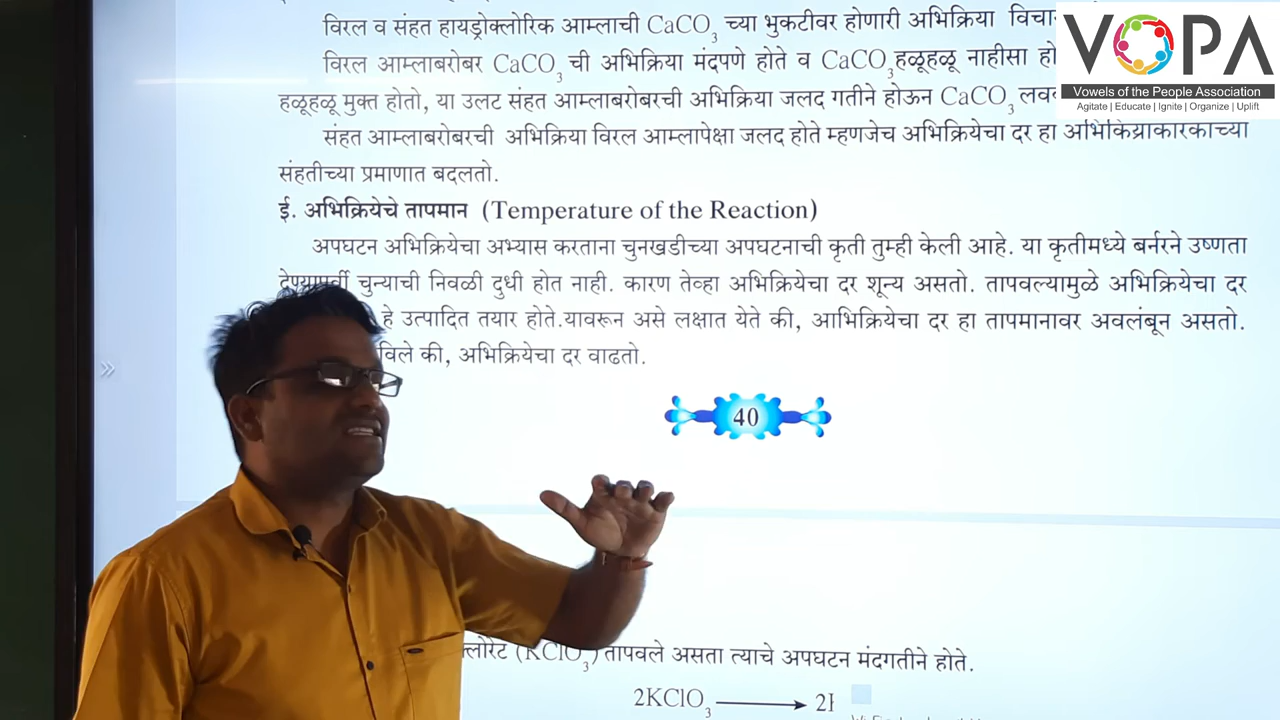 विरल व संहत हायड्रोक्लोरिक आम्लाची CaCO3 च्या भुकटीवर होणारी अभिक्रिया
विरल आम्लाबरोबर CaCO3 ची अभिक्रिया मंदपणे होते व CaCO3 हळूहळू नाहीसा
हळूहळू मुक्त होतो, या उलट संहत आम्लाबरोबरची अभिक्रिया जलद गतीने होऊन CaCO3
संहत आम्लाबरोबरची अभिक्रिया विरल आम्लापेक्षा जलद होते म्हणजेच अभिक्रियेचा दर हा अभिकियाकारकाच्या
संहतीच्या प्रमाणात बदलतो.
ई. अभिक्रियेचे तापमान (Temperature of the Reaction)
अपघटन अभिक्रियेचा अभ्यास करताना चुनखडीच्या अपघटनाची कृती तुम्ही केली आहे. या कृतीमध्ये बर्नरने उष्णता
देण्यापूर्वी चुन्याची निवळी दुधी होत नाही. कारण तेव्हा अभिक्रियेचा दर शून्य असतो. तापवल्यामुळे अभिक्रियेचा दर
हे उत्पादित तयार होते.यावरून असे लक्षात येते की, आभिक्रियेचा दर हा तापमानावर अवलंबून असतो.
की, अभिक्रियेचा दर वाढतो.
40
(KClO3) तापवले असता त्याचे अपघटन मंदगतीने होते.
2KClO3 ⟶
VOPA
Vowels of the People Association
Agitate | Educate | Ignite | Organize | Uplift